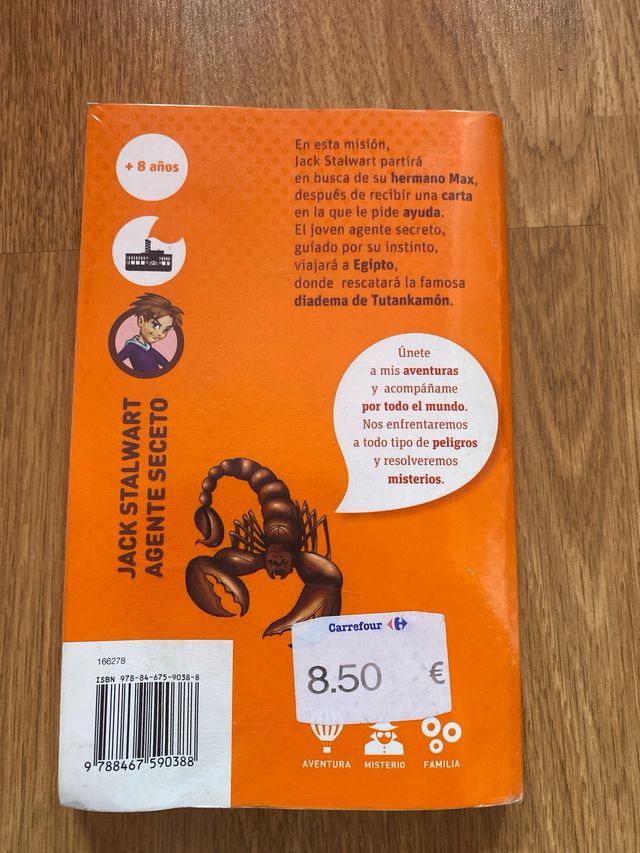 + 8 años
En esta misión,
Jack Stalwart partirá
en busca de su hermano Max,
después de recibir una carta
en la que le pide ayuda.
El joven agente secreto,
guiado por su instinto,
viajará a Egipto,
donde rescatará la famosa
diadema de Tutankamón.
Únete
a mis aventuras
y acompáñame
por todo el mundo.
Nos enfrentaremos
a todo tipo de peligros
y resolveremos
misterios.
JACK STALWART
AGENTE SECETO
Carrefour
8.50 €
166278
ISBN 978-84-675-9038-8
9 788467 590388
AVENTURA
MISTERIO
FAMILIA